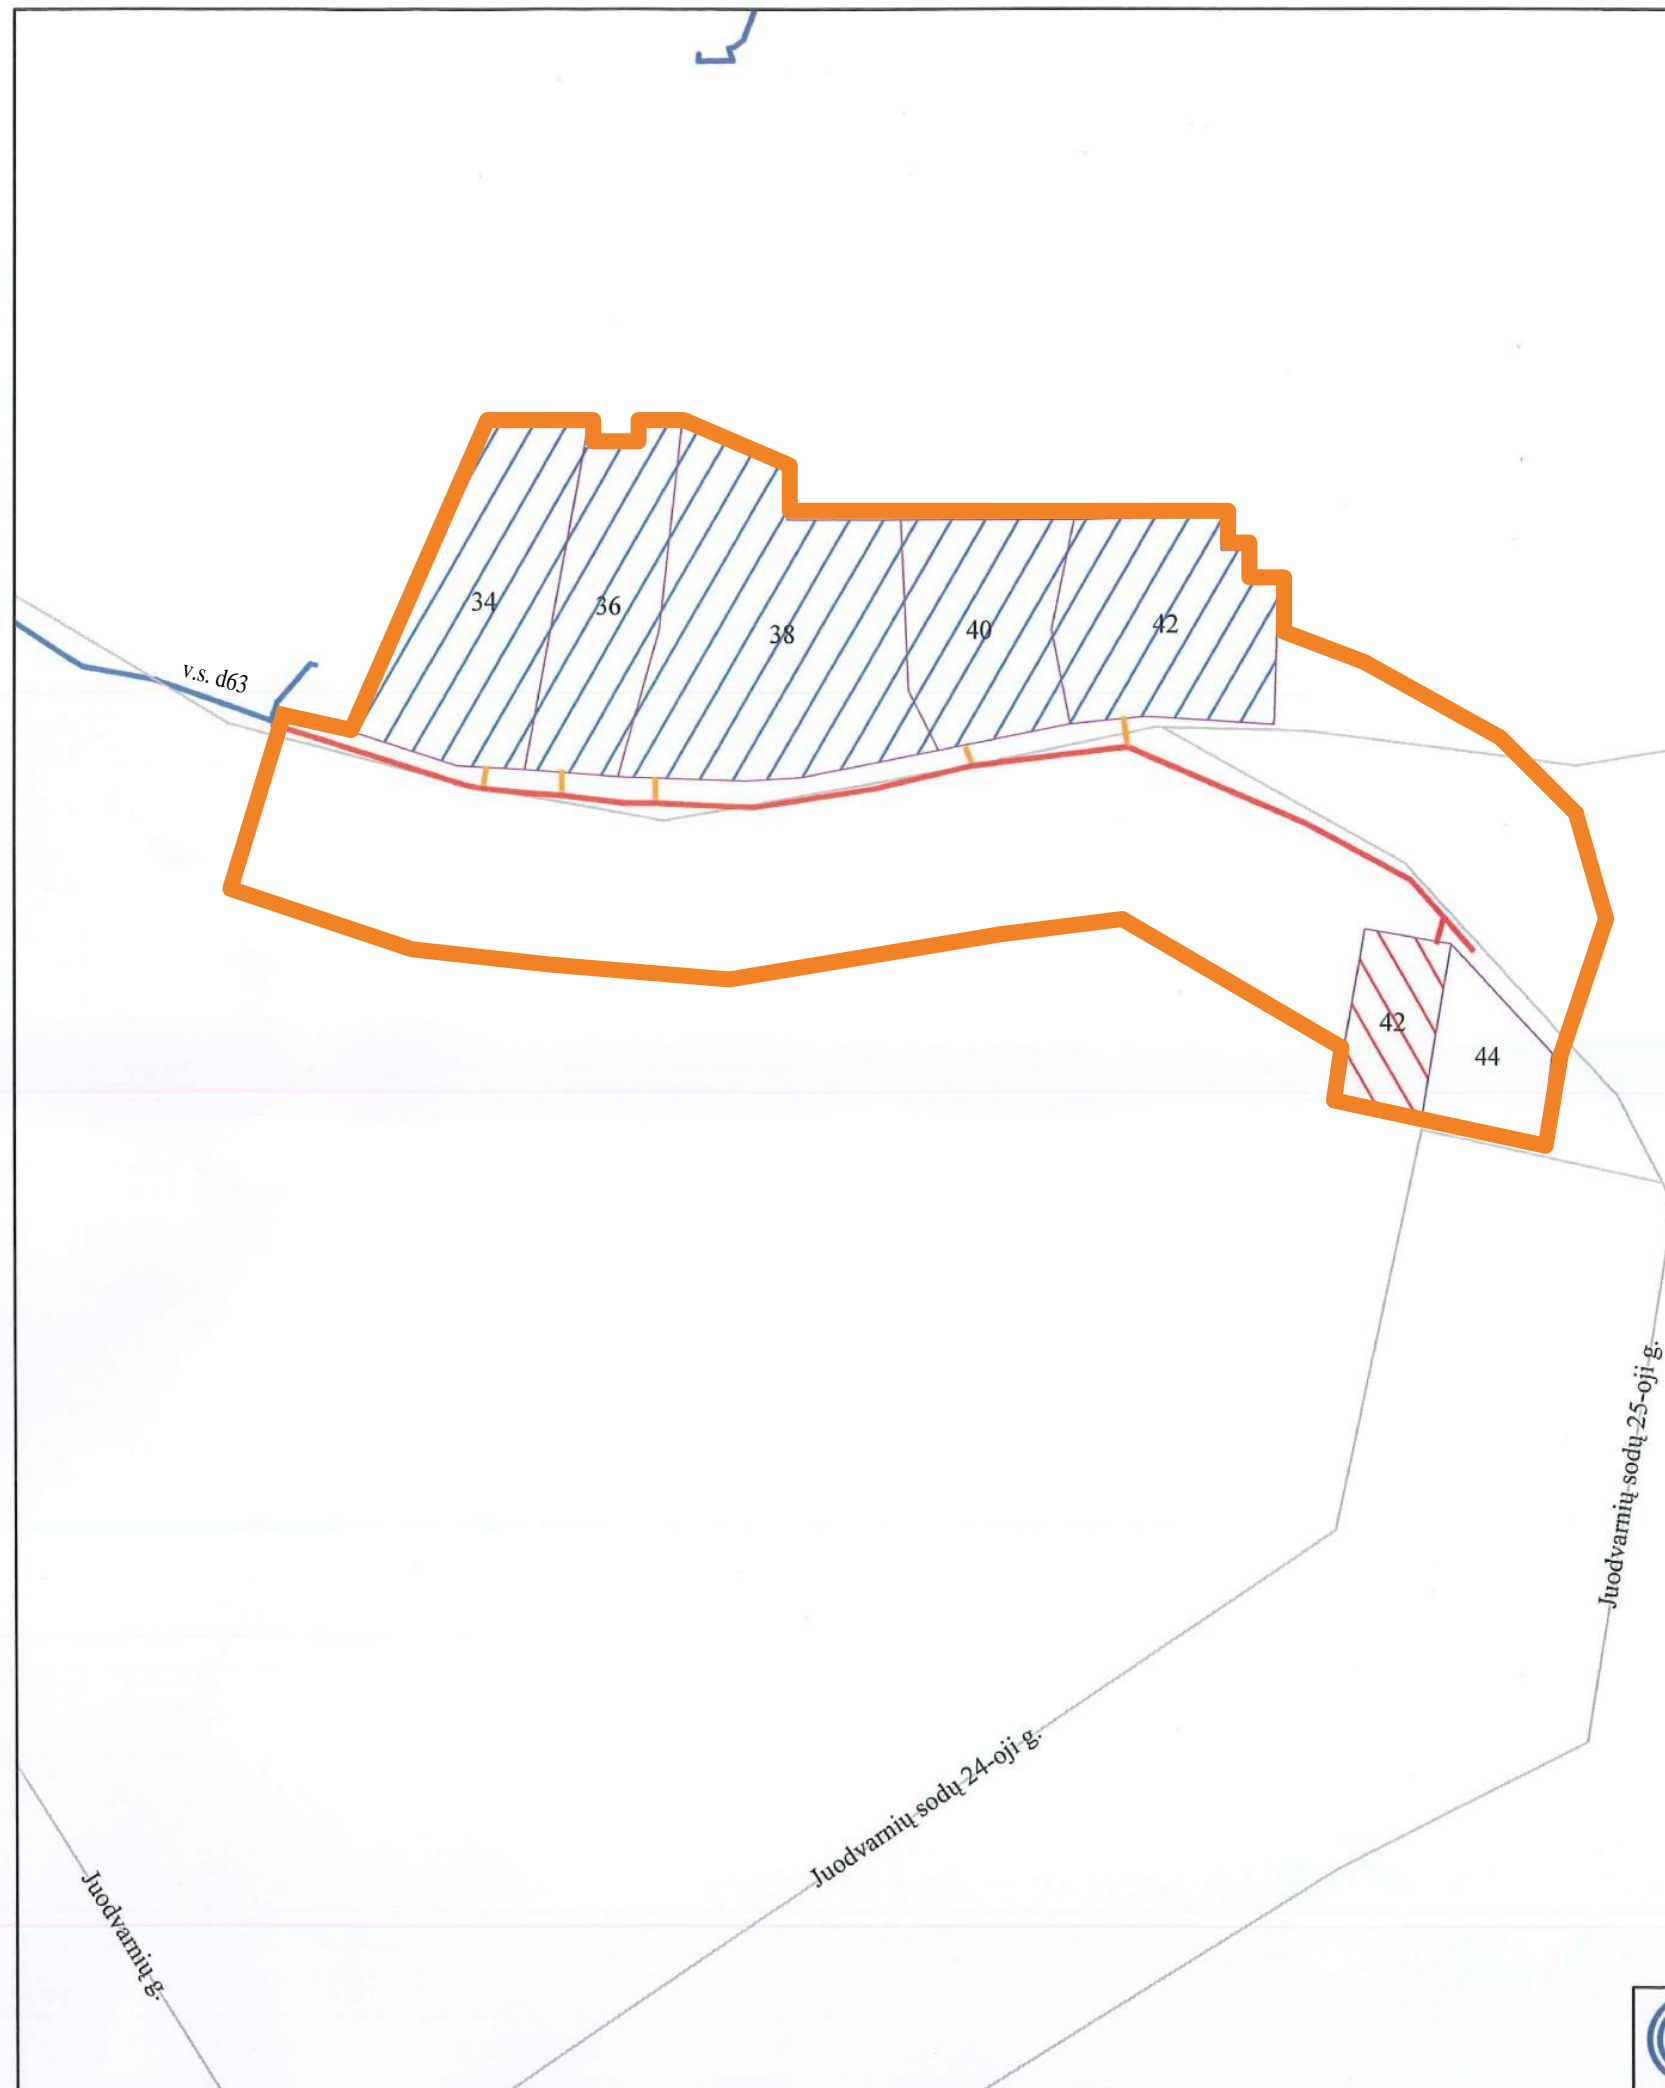 34
36
38
40
42
v.s. d63
42
44
Juodvarnių sodų 25-oji g.
Juodvarnių sodų 24-oji g.
Juodvarnių g.